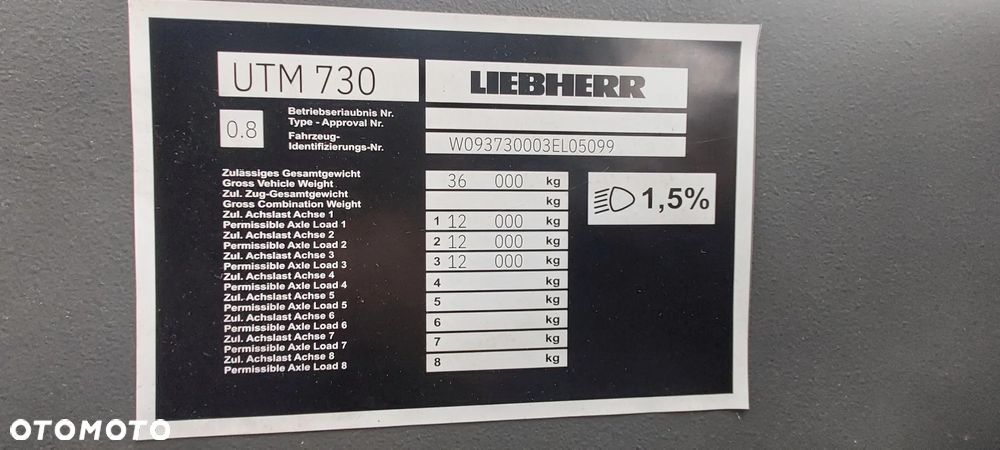 UTM 730
LIEBHERR
0.8
Betriebseriaubnis Nr.
Type - Approval Nr.
Fahrzeug-
Identifizierungs-Nr.
W093730003EL05099
Zulässiges Gesamtgewicht
Gross Vehicle Weight
36 000 kg
Zul. Zug-Gesamtgewicht
Gross Combination Weight
kg
Zul. Achslast Achse 1
Permissible Axle Load 1
1 12 000 kg
Zul. Achslast Achse 2
Permissible Axle Load 2
2 12 000 kg
Zul. Achslast Achse 3
Permissible Axle Load 3
3 12 000 kg
Zul. Achslast Achse 4
Permissible Axle Load 4
4 kg
Zul. Achslast Achse 5
Permissible Axle Load 5
5 kg
Zul. Achslast Achse 6
Permissible Axle Load 6
6 kg
Zul. Achslast Achse 7
Permissible Axle Load 7
7 kg
Zul. Achslast Achse 8
Permissible Axle Load 8
8 kg
1,5%
OTOMOTO